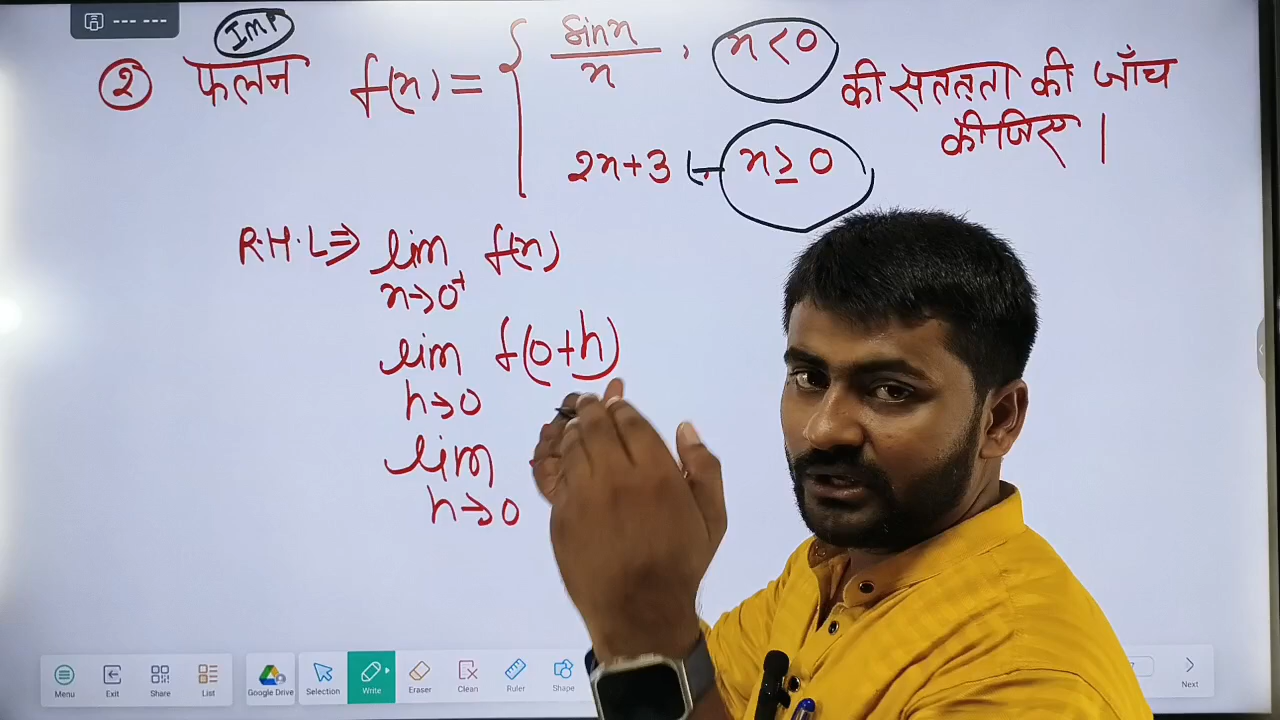 IMP
② फलन f(x) = { sin x / x , x < 0 की सततता की जाँच कीजिए |
2x+3 , x ≥ 0
R.H.L ⇒ lim f(x)
x→0⁺
lim f(0+h)
h→0
lim
h→0
Menu Exit Share List Google Drive Selection Write Eraser Clean Ruler Shape Next